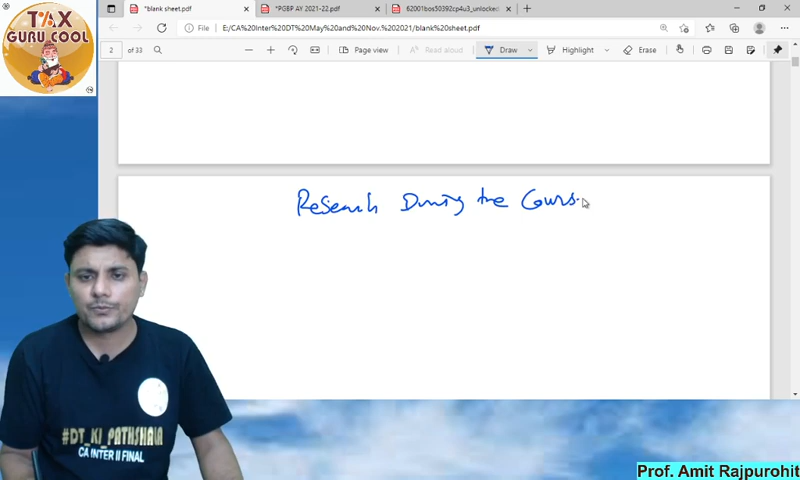 TAX
GURU COOL
*blank sheet.pdf
*PGBP AY 2021-22.pdf
62001bos50392cp4u3_unlocked
File
E:/CA%20Inter%20DT%20May%20and%20Nov.%202021/blank%20sheet.pdf
2 of 33
Page view
Read aloud
Draw
Highlight
Erase
Research During the Cours
#DT_KI_PATHSHALA
CA INTER II FINAL
Prof. Amit Rajpurohit